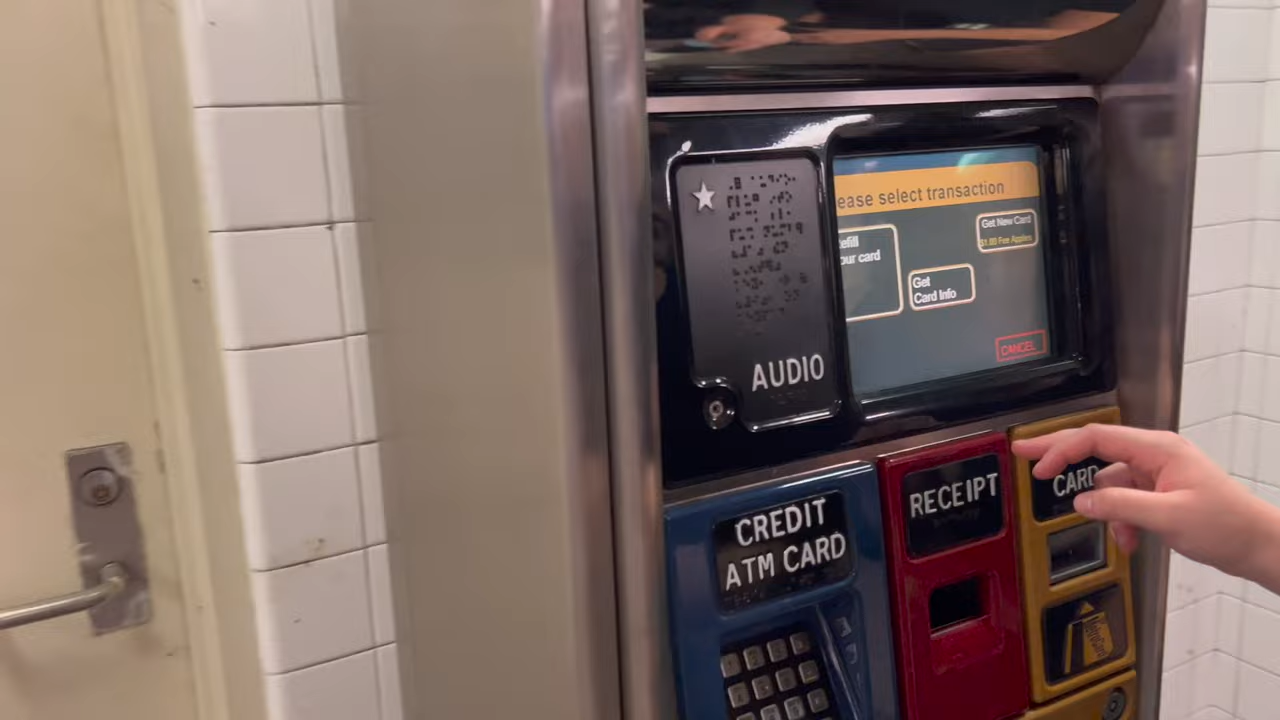 ease select transaction
Get New Card
$1.00 Fee Applies
efill
our card
Get
Card Info
CANCEL
AUDIO
CREDIT
ATM CARD
RECEIPT
CARD
MetroCard